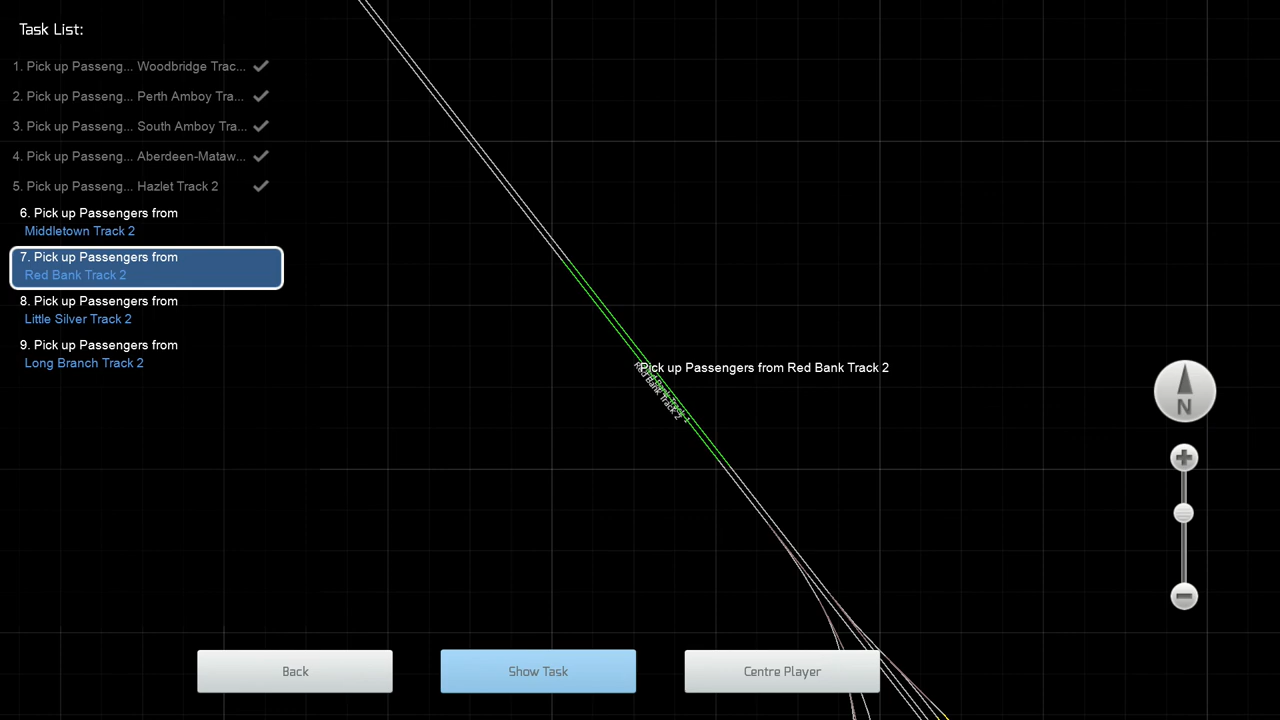 Task List:
1. Pick up Passeng... Woodbridge Trac...
2. Pick up Passeng... Perth Amboy Tra...
3. Pick up Passeng... South Amboy Tra...
4. Pick up Passeng... Aberdeen-Mataw...
5. Pick up Passeng... Hazlet Track 2
6. Pick up Passengers from
Middletown Track 2
7. Pick up Passengers from
Red Bank Track 2
8. Pick up Passengers from
Little Silver Track 2
9. Pick up Passengers from
Long Branch Track 2
Pick up Passengers from Red Bank Track 2
Red Bank Track 1
Red Bank Track 2
N
Back
Show Task
Centre Player